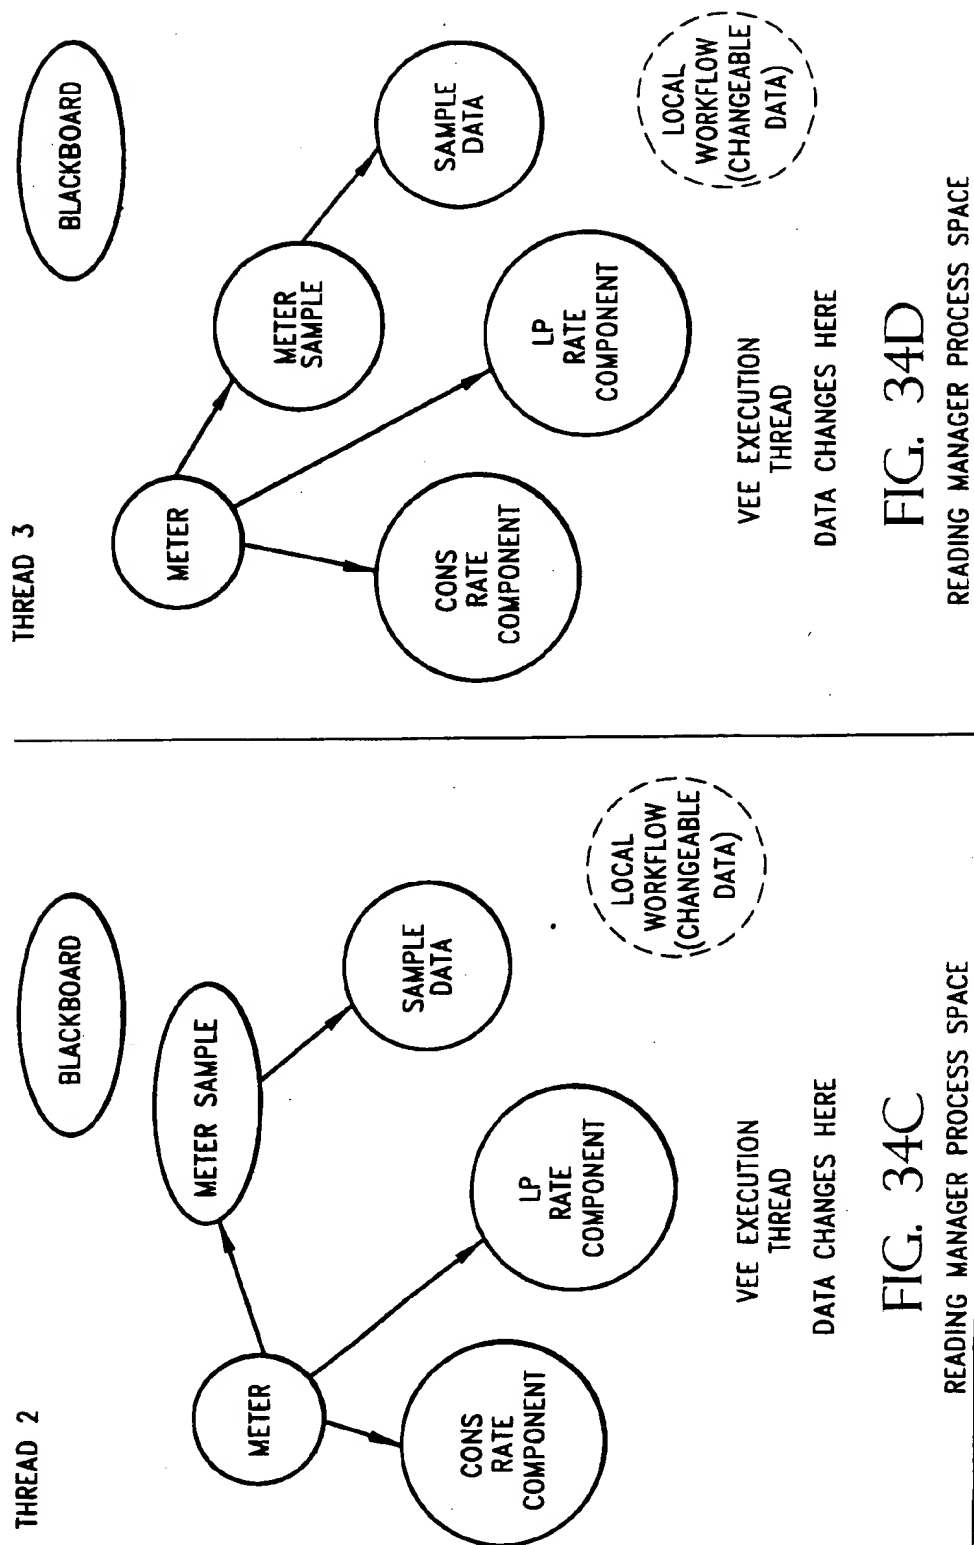 THREAD 2
BLACKBOARD
METER SAMPLE
METER
SAMPLE
DATA
CONS
RATE
COMPONENT
LP
RATE
COMPONENT
LOCAL
WORKFLOW
(CHANGEABLE
DATA)
VEE EXECUTION
THREAD
DATA CHANGES HERE
FIG. 34C
READING MANAGER PROCESS SPACE
THREAD 3
BLACKBOARD
METER
METER
SAMPLE
SAMPLE
DATA
CONS
RATE
COMPONENT
LP
RATE
COMPONENT
LOCAL
WORKFLOW
(CHANGEABLE
DATA)
VEE EXECUTION
THREAD
DATA CHANGES HERE
FIG. 34D
READING MANAGER PROCESS SPACE